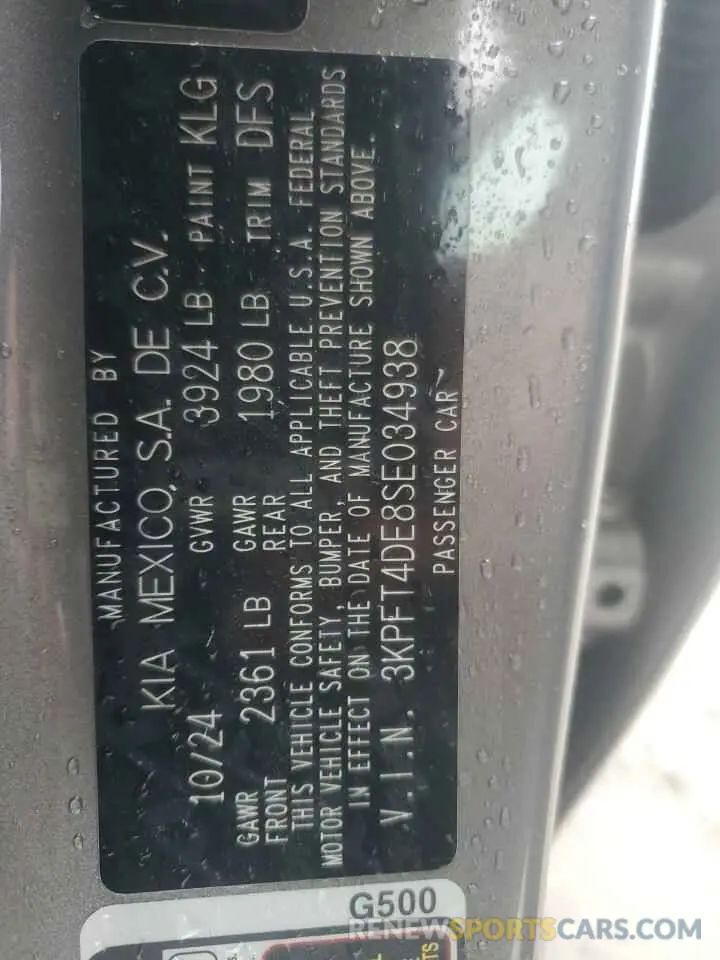 MANUFACTURED BY
KIA MEXICO, S.A. DE C.V.
10/24 GVWR 3924 LB PAINT KLG
GAWR FRONT 2361 LB GAWR REAR 1980 LB TRIM DFS
THIS VEHICLE CONFORMS TO ALL APPLICABLE U.S.A. FEDERAL
MOTOR VEHICLE SAFETY, BUMPER, AND THEFT PREVENTION STANDARDS
IN EFFECT ON THE DATE OF MANUFACTURE SHOWN ABOVE.
V.I.N. 3KPFT4DE8SE034938
PASSENGER CAR
G500
RENEWSPORTSCARS.COM